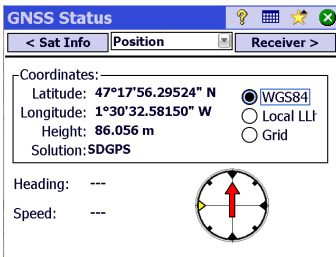 GNSS Status
< Sat Info Position Receiver >
Coordinates:
Latitude: 47°17'56.29524" N
Longitude: 1°30'32.58150" W
Height: 86.056 m
Solution: SDGPS
WGS84
Local LLh
Grid
Heading: ---
Speed: ---